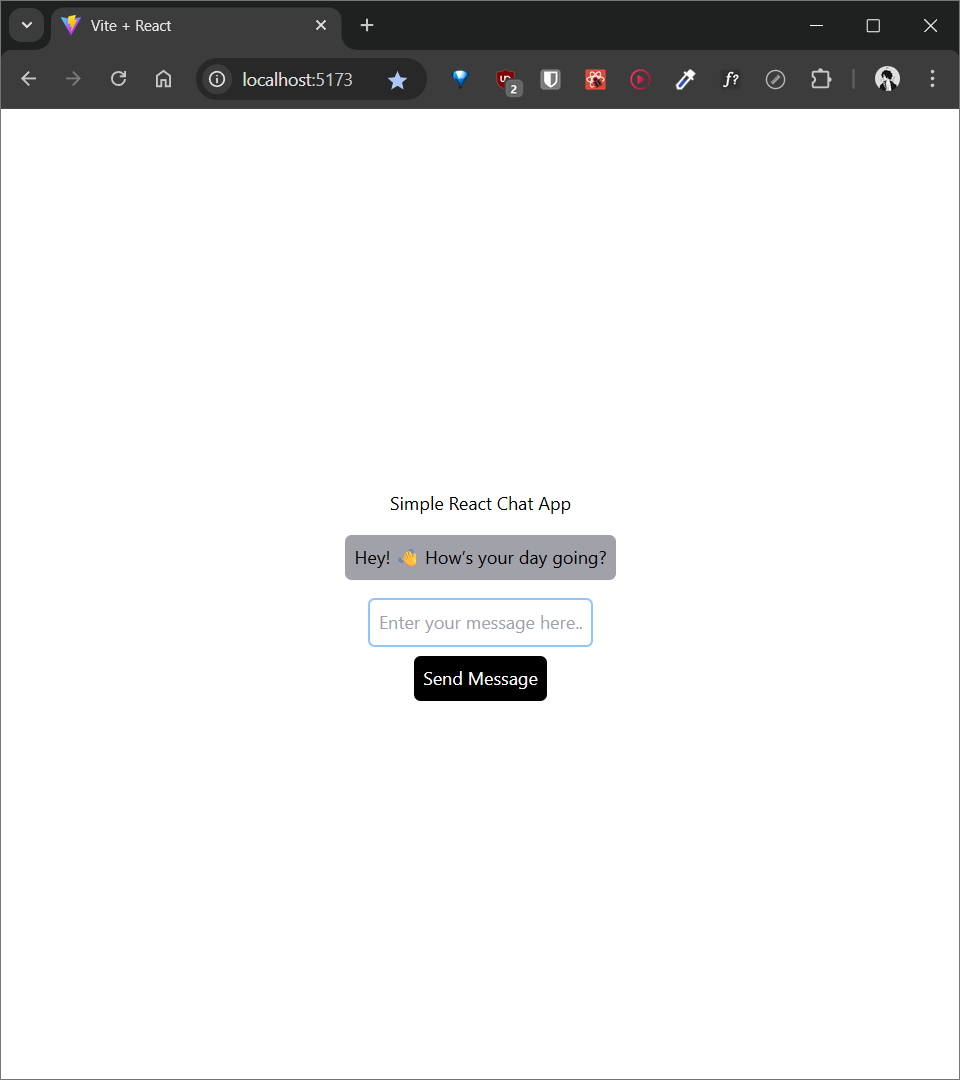 Vite + React
localhost:5173
2
f?
Simple React Chat App
Hey! 👋 How's your day going?
Enter your message here..
Send Message